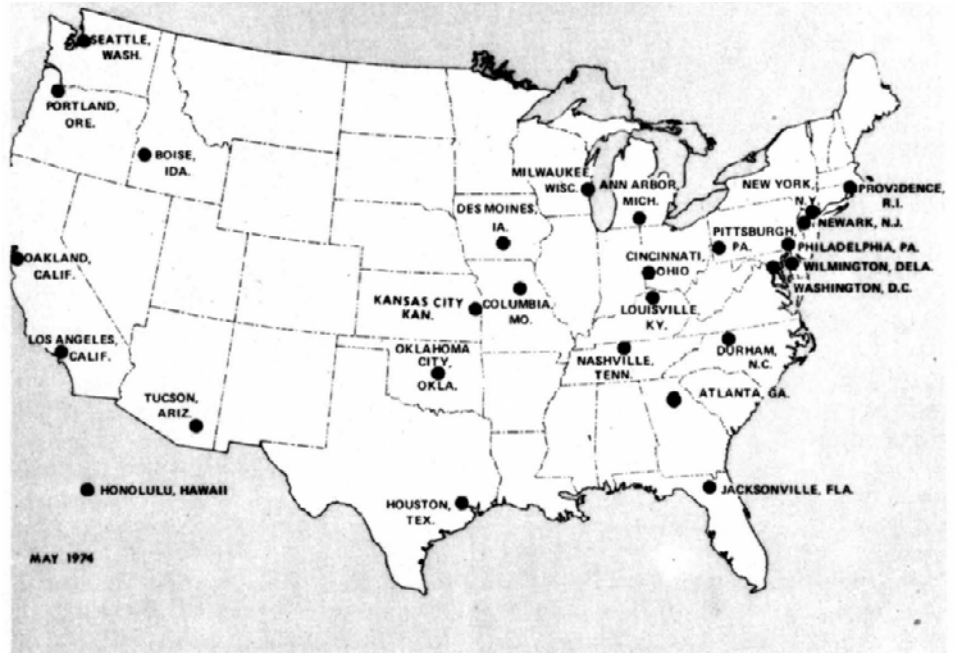 SEATTLE,
WASH.
PORTLAND,
ORE.
BOISE,
IDA.
MILWAUKEE,
WISC.
ANN ARBOR,
MICH.
NEW YORK,
N.Y.
PROVIDENCE,
R.I.
NEWARK, N.J.
DES MOINES,
IA.
PITTSBURGH,
PA.
PHILADELPHIA, PA.
OAKLAND,
CALIF.
CINCINNATI,
OHIO
WILMINGTON, DELA.
WASHINGTON, D.C.
KANSAS CITY
KAN.
COLUMBIA,
MO.
LOUISVILLE,
KY.
LOS ANGELES,
CALIF.
OKLAHOMA
CITY,
OKLA.
NASHVILLE,
TENN.
DURHAM,
N.C.
TUCSON,
ARIZ.
ATLANTA, GA.
HONOLULU, HAWAII
HOUSTON,
TEX.
JACKSONVILLE, FLA.
MAY 1974